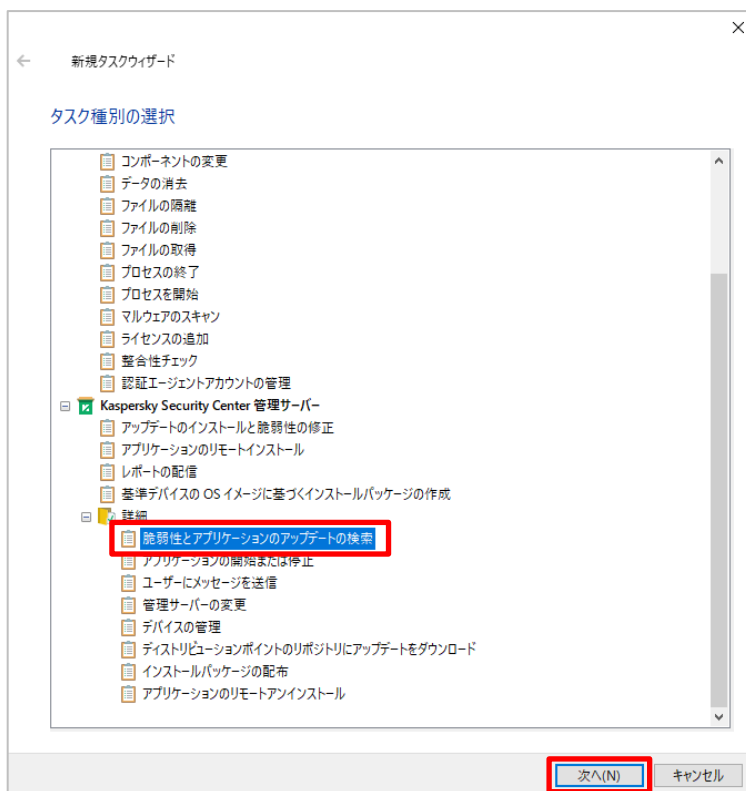 新規タスクウィザード
タスク種別の選択
コンポーネントの変更
データの消去
ファイルの隔離
ファイルの削除
ファイルの取得
プロセスの終了
プロセスを開始
マルウェアのスキャン
ライセンスの追加
整合性チェック
認証エージェントアカウントの管理
Kaspersky Security Center 管理サーバー
アップデートのインストールと脆弱性の修正
アプリケーションのリモートインストール
レポートの配信
基準デバイスの OS イメージに基づくインストールパッケージの作成
詳細
脆弱性とアプリケーションのアップデートの検索
アプリケーションの開始または停止
ユーザーにメッセージを送信
管理サーバーの変更
デバイスの管理
ディストリビューションポイントのリポジトリにアップデートをダウンロード
インストールパッケージの配布
アプリケーションのリモートアンインストール
次へ(N) キャンセル